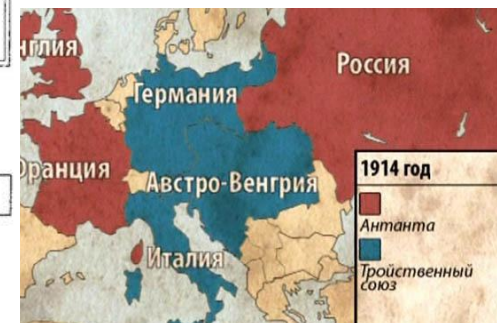 нглия
Россия
Германия
Франция
Австро-Венгрия
Италия
1914 год
Антанта
Тройственный
союз